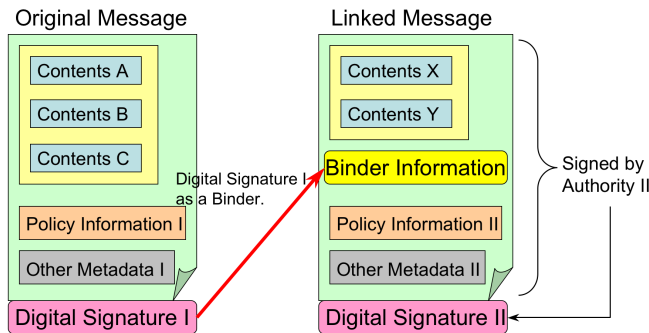 Original Message
Contents A
Contents B
Contents C
Policy Information I
Other Metadata I
Digital Signature I
Digital Signature I
as a Binder.
Linked Message
Contents X
Contents Y
Binder Information
Policy Information II
Other Metadata II
Digital Signature II
Signed by
Authority II